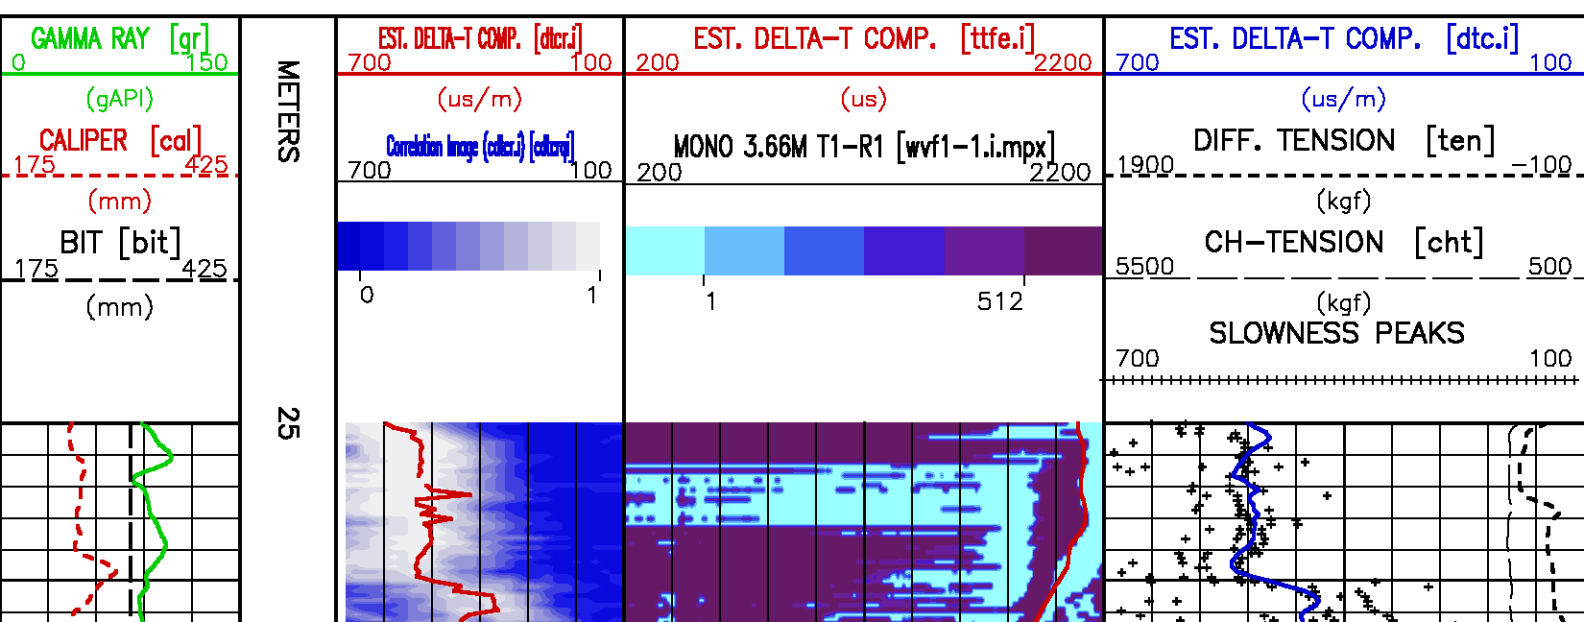 GAMMA RAY [gr]
0 150
(gAPI)
CALIPER [cal]
175 425
(mm)
BIT [bit]
175 425
(mm)
METERS
25
EST. DELTA-T COMP. [dtcr.i]
700 100
(us/m)
Correlation Image
700 100
0 1
EST. DELTA-T COMP. [ttfe.i]
200 2200
(us)
MONO 3.66M T1-R1 [wvf1-1.i.mpx]
200 2200
1 512
EST. DELTA-T COMP. [dtc.i]
700 100
(us/m)
DIFF. TENSION [ten]
1900 -100
(kgf)
CH-TENSION [cht]
5500 500
(kgf)
SLOWNESS PEAKS
700 100